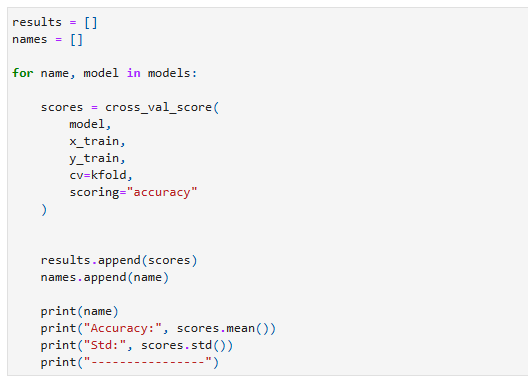 results = []
names = []

for name, model in models:

    scores = cross_val_score(
        model,
        x_train,
        y_train,
        cv=kfold,
        scoring="accuracy"
    )


    results.append(scores)
    names.append(name)

    print(name)
    print("Accuracy:", scores.mean())
    print("Std:", scores.std())
    print("----------------")